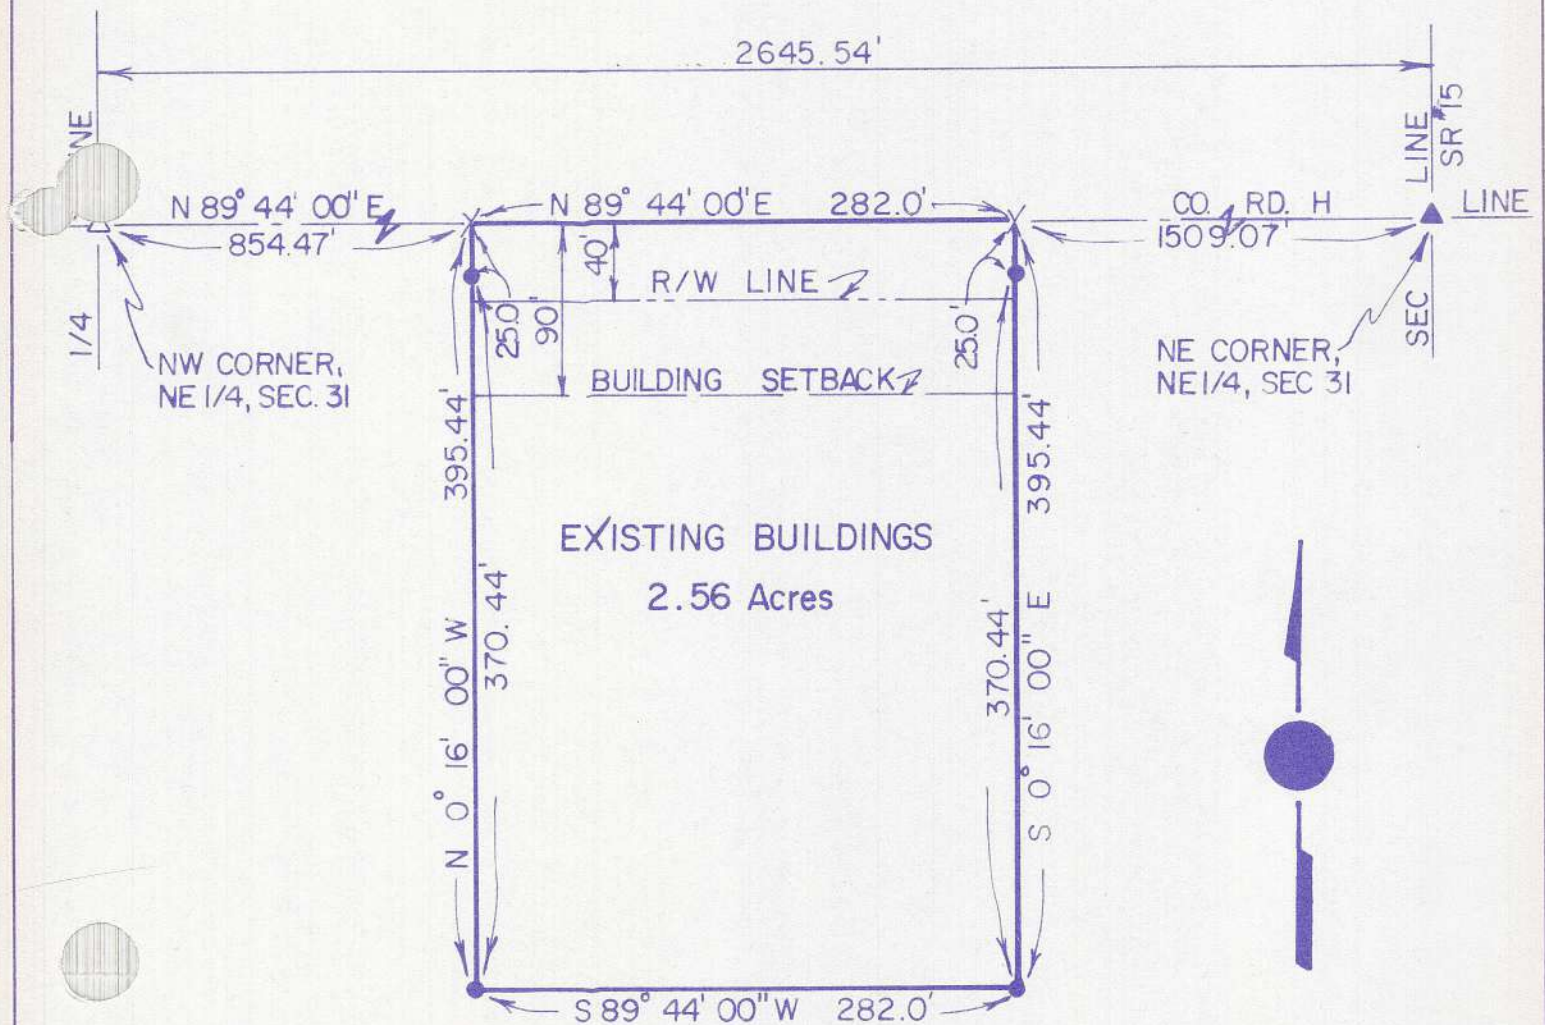 2645.54'
LINE
SR 15
N 89° 44' 00" E
854.47'
N 89° 44' 00" E 282.0'
CO. RD. H
1509.07'
LINE
40'
R/W LINE
25.0'
90'
25.0'
1/4
SEC
NW CORNER,
NE 1/4, SEC. 31
NE CORNER,
NE 1/4, SEC 31
BUILDING SETBACK
395.44'
395.44'
EXISTING BUILDINGS
2.56 Acres
370.44'
370.44'
N 0° 16' 00" W
S 0° 16' 00" E
S 89° 44' 00" W 282.0'